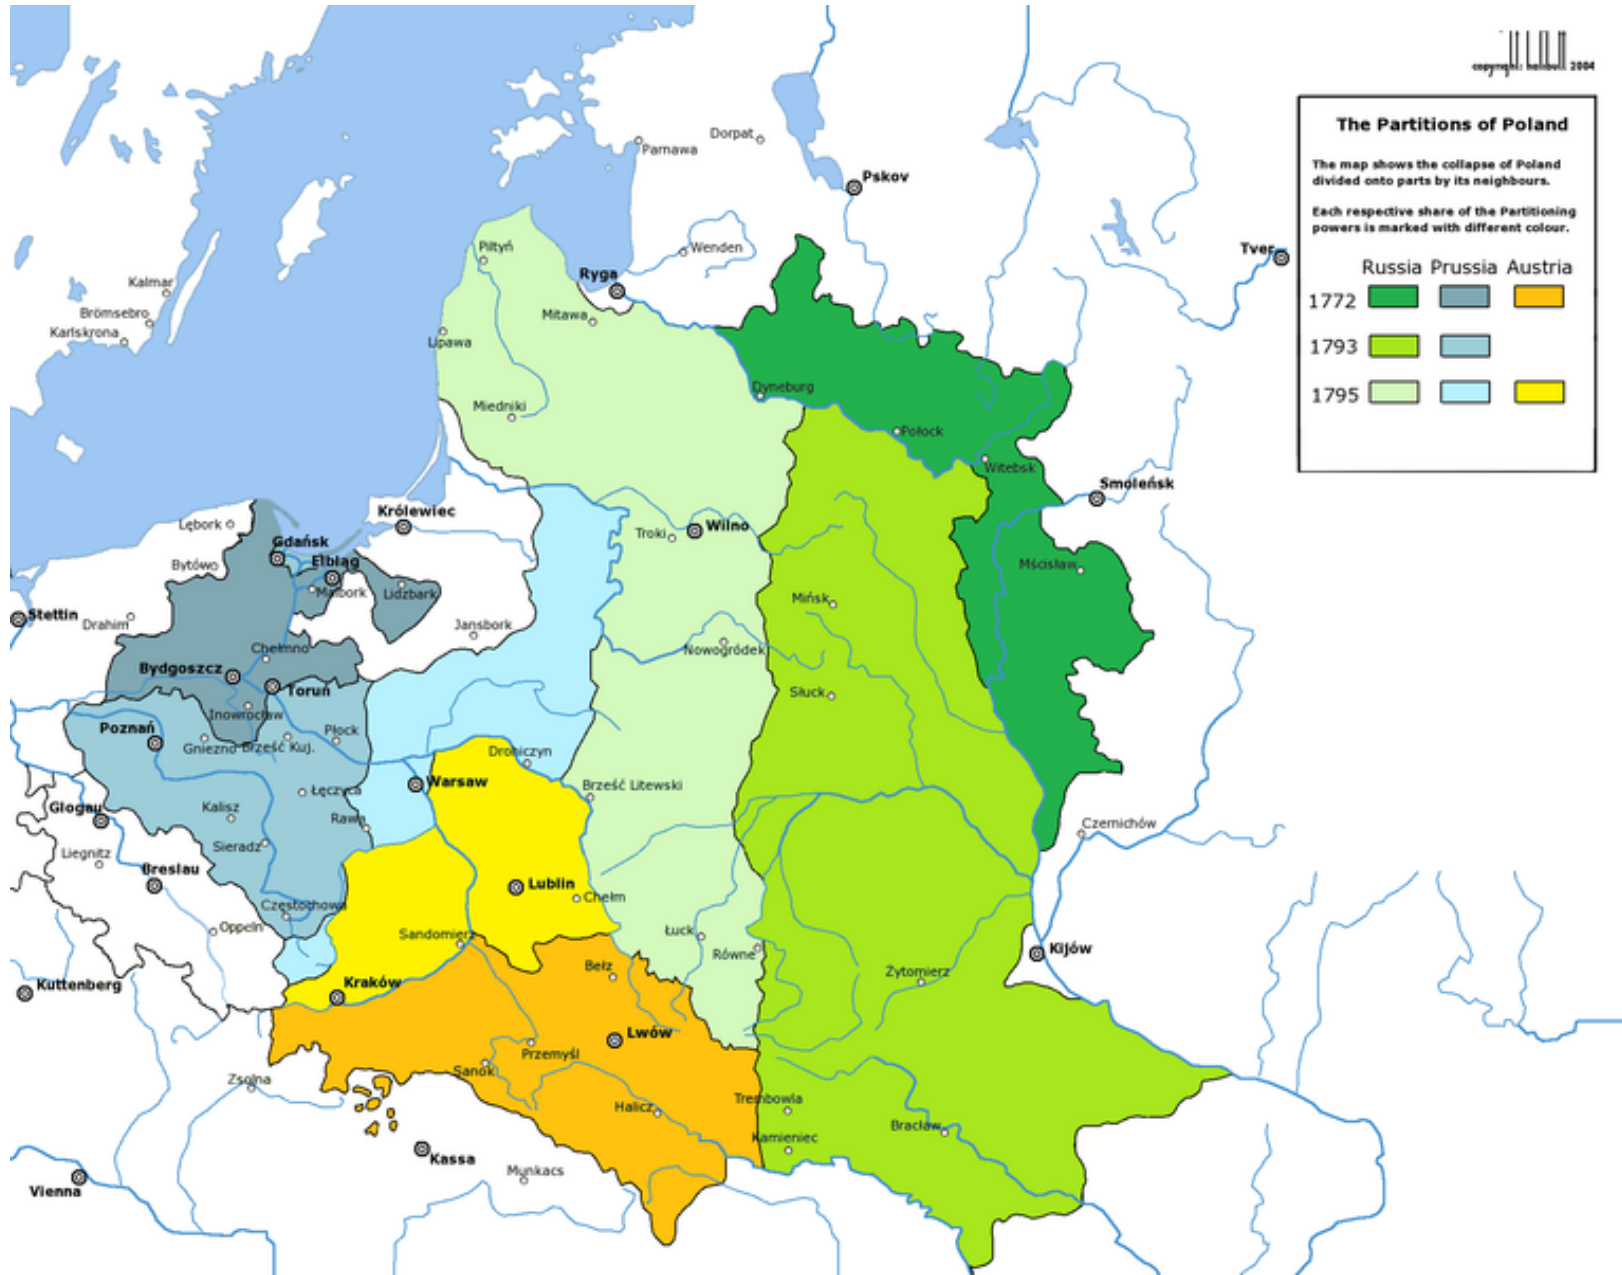 copyright: halibutt 2004
The Partitions of Poland
The map shows the collapse of Poland
divided onto parts by its neighbours.
Each respective share of the Partitioning
powers is marked with different colour.
Russia Prussia Austria
1772
1793
1795
Dorpat
Parnawa
Pskov
Piltyń
Wenden
Tver
Ryga
Kalmar
Brömsebro
Karlskrona
Mitawa
Lipawa
Dyneburg
Miedniki
Połock
Witebsk
Smoleńsk
Królewiec
Lębork
Wilno
Troki
Gdańsk
Elbląg
Bytów
Malbork
Lidzbark
Mścisław
Mińsk
Stettin
Drahim
Jansbork
Chełmno
Nowogródek
Bydgoszcz
Toruń
Słuck
Inowrocław
Poznań
Płock
Gniezno
Brześć Kuj.
Drohiczyn
Warsaw
Brześć Litewski
Łęczyca
Glogau
Kalisz
Rawa
Czernichów
Sieradz
Liegnitz
Breslau
Lublin
Chełm
Częstochowa
Oppeln
Sandomierz
Łuck
Równe
Kijów
Bełz
Żytomierz
Kuttenberg
Kraków
Lwów
Przemyśl
Sanok
Zsolna
Halicz
Trembowla
Bracław
Kamieniec
Kassa
Munkacs
Vienna